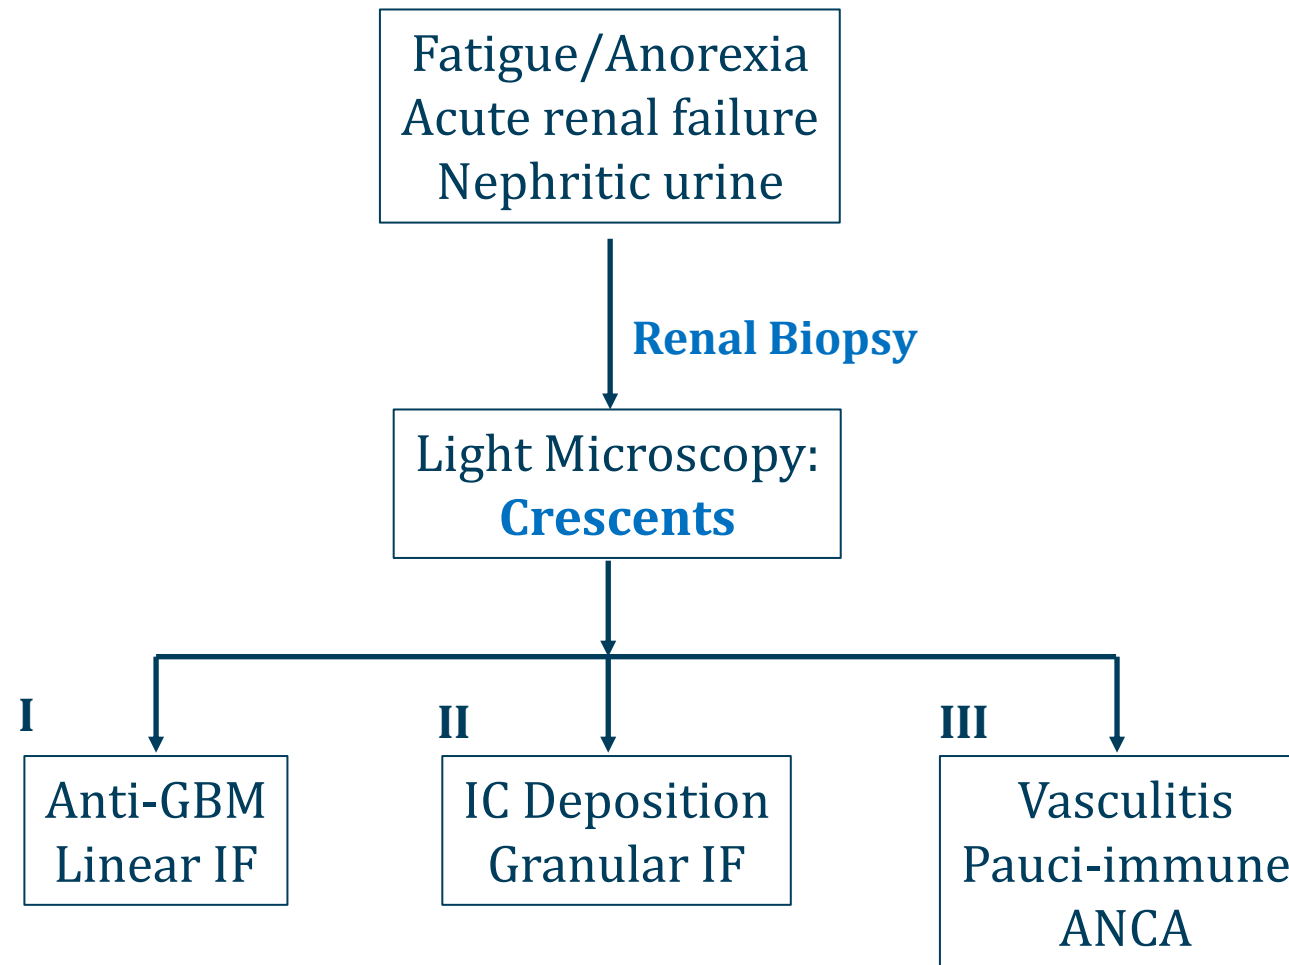 Fatigue/Anorexia
Acute renal failure
Nephritic urine
Renal Biopsy
Light Microscopy:
Crescents
I
Anti-GBM
Linear IF
II
IC Deposition
Granular IF
III
Vasculitis
Pauci-immune
ANCA